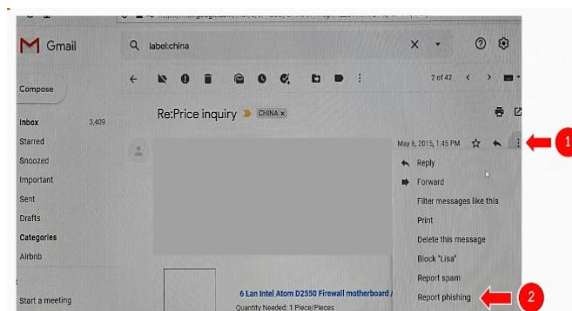 Gmail
label:china
Compose
2 of 42
Re:Price inquiry
CHINA x
Inbox 3,409
Starred
Snoozed
Important
Sent
Drafts
Categories
Airbnb
Start a meeting
May 6, 2015, 1:45 PM
1
Reply
Forward
Filter messages like this
Print
Delete this message
Block "Lisa"
Report spam
Report phishing
2
6 Lan Intel Atom D2550 Firewall motherboard /
Quantity Needed: 1 Piece/Pieces